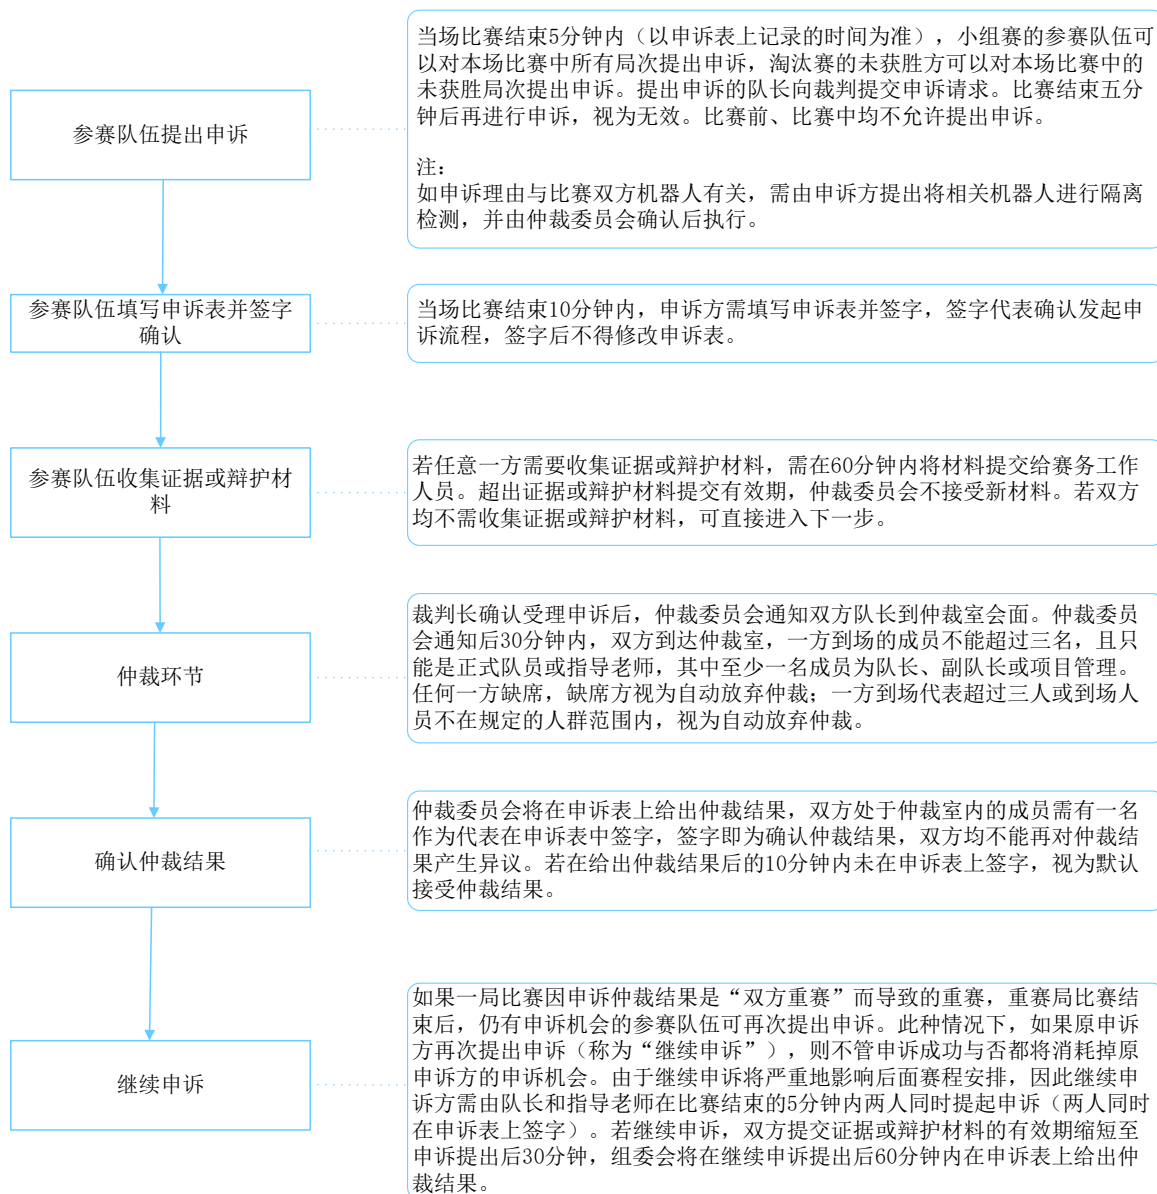 参赛队伍提出申诉
当场比赛结束5分钟内（以申诉表上记录的时间为准），小组赛的参赛队伍可
以对本场比赛中所有局次提出申诉，淘汰赛的未获胜方可以对本场比赛中的
未获胜局次提出申诉。提出申诉的队长向裁判提交申诉请求。比赛结束五分
钟后再进行申诉，视为无效。比赛前、比赛中均不允许提出申诉。
注：
如申诉理由与比赛双方机器人有关，需由申诉方提出将相关机器人进行隔离
检测，并由仲裁委员会确认后执行。
参赛队伍填写申诉表并签字
确认
当场比赛结束10分钟内，申诉方需填写申诉表并签字，签字代表确认发起申
诉流程，签字后不得修改申诉表。
参赛队伍收集证据或辩护材
料
若任意一方需要收集证据或辩护材料，需在60分钟内将材料提交给赛务工作
人员。超出证据或辩护材料提交有效期，仲裁委员会不接受新材料。若双方
均不需收集证据或辩护材料，可直接进入下一步。
仲裁环节
裁判长确认受理申诉后，仲裁委员会通知双方队长到仲裁室会面。仲裁委员
会通知后30分钟内，双方到达仲裁室，一方到场的成员不能超过三名，且只
能是正式队员或指导老师，其中至少一名成员为队长、副队长或项目管理。
任何一方缺席，缺席方视为自动放弃仲裁；一方到场代表超过三人或到场人
员不在规定的人群范围内，视为自动放弃仲裁。
确认仲裁结果
仲裁委员会将在申诉表上给出仲裁结果，双方处于仲裁室内的成员需有一名
作为代表在申诉表中签字，签字即为确认仲裁结果，双方均不能再对仲裁结
果产生异议。若在给出仲裁结果后的10分钟内未在申诉表上签字，视为默认
接受仲裁结果。
继续申诉
如果一局比赛因申诉仲裁结果是“双方重赛”而导致的重赛，重赛局比赛结
束后，仍有申诉机会的参赛队伍可再次提出申诉。此种情况下，如果原申诉
方再次提出申诉（称为“继续申诉”），则不管申诉成功与否都将消耗掉原
申诉方的申诉机会。由于继续申诉将严重地影响后面赛程安排，因此继续申
诉方需由队长和指导老师在比赛结束的5分钟内两人同时提起申诉（两人同时
在申诉表上签字）。若继续申诉，双方提交证据或辩护材料的有效期缩短至
申诉提出后30分钟，组委会将在继续申诉提出后60分钟内在申诉表上给出仲
裁结果。